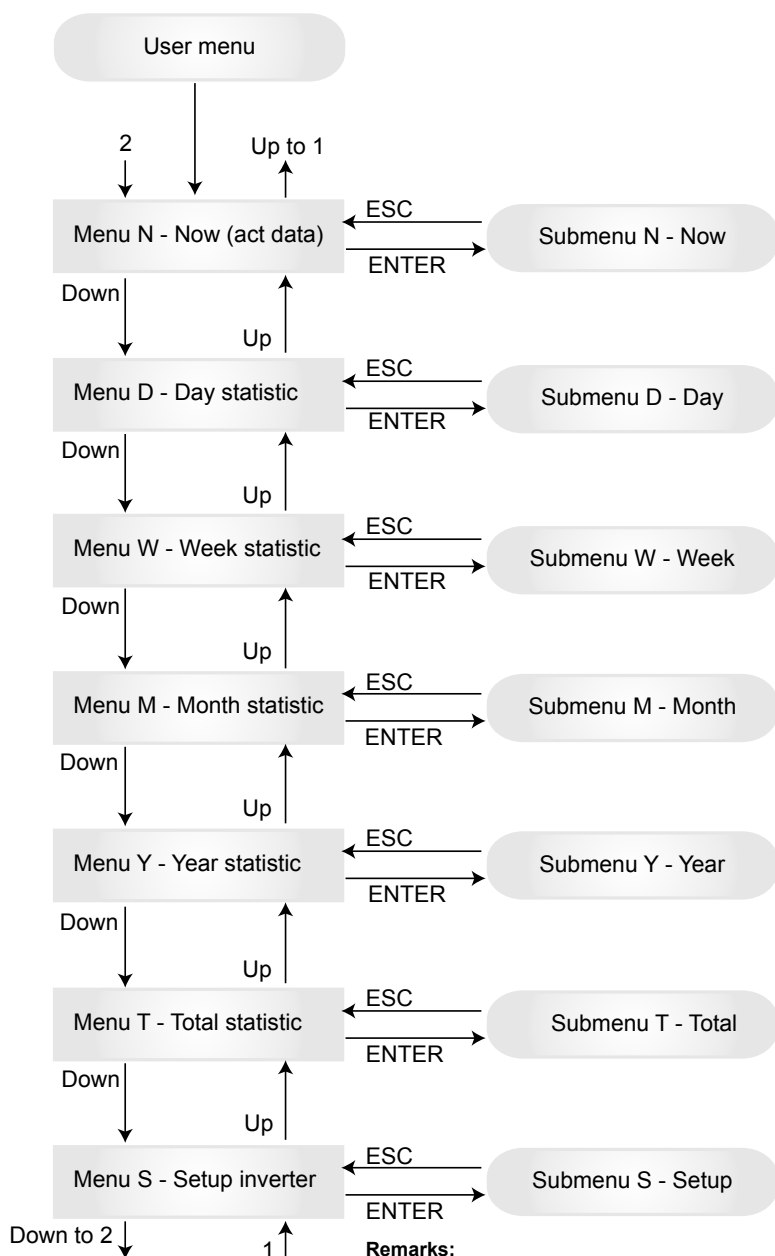 User menu
2
Up to 1
Menu N - Now (act data)
ESC
ENTER
Submenu N - Now
Down
Up
Menu D - Day statistic
ESC
ENTER
Submenu D - Day
Down
Up
Menu W - Week statistic
ESC
ENTER
Submenu W - Week
Down
Up
Menu M - Month statistic
ESC
ENTER
Submenu M - Month
Down
Up
Menu Y - Year statistic
ESC
ENTER
Submenu Y - Year
Down
Up
Menu T - Total statistic
ESC
ENTER
Submenu T - Total
Down
Up
Menu S - Setup inverter
ESC
ENTER
Submenu S - Setup
Down to 2
1
Remarks: